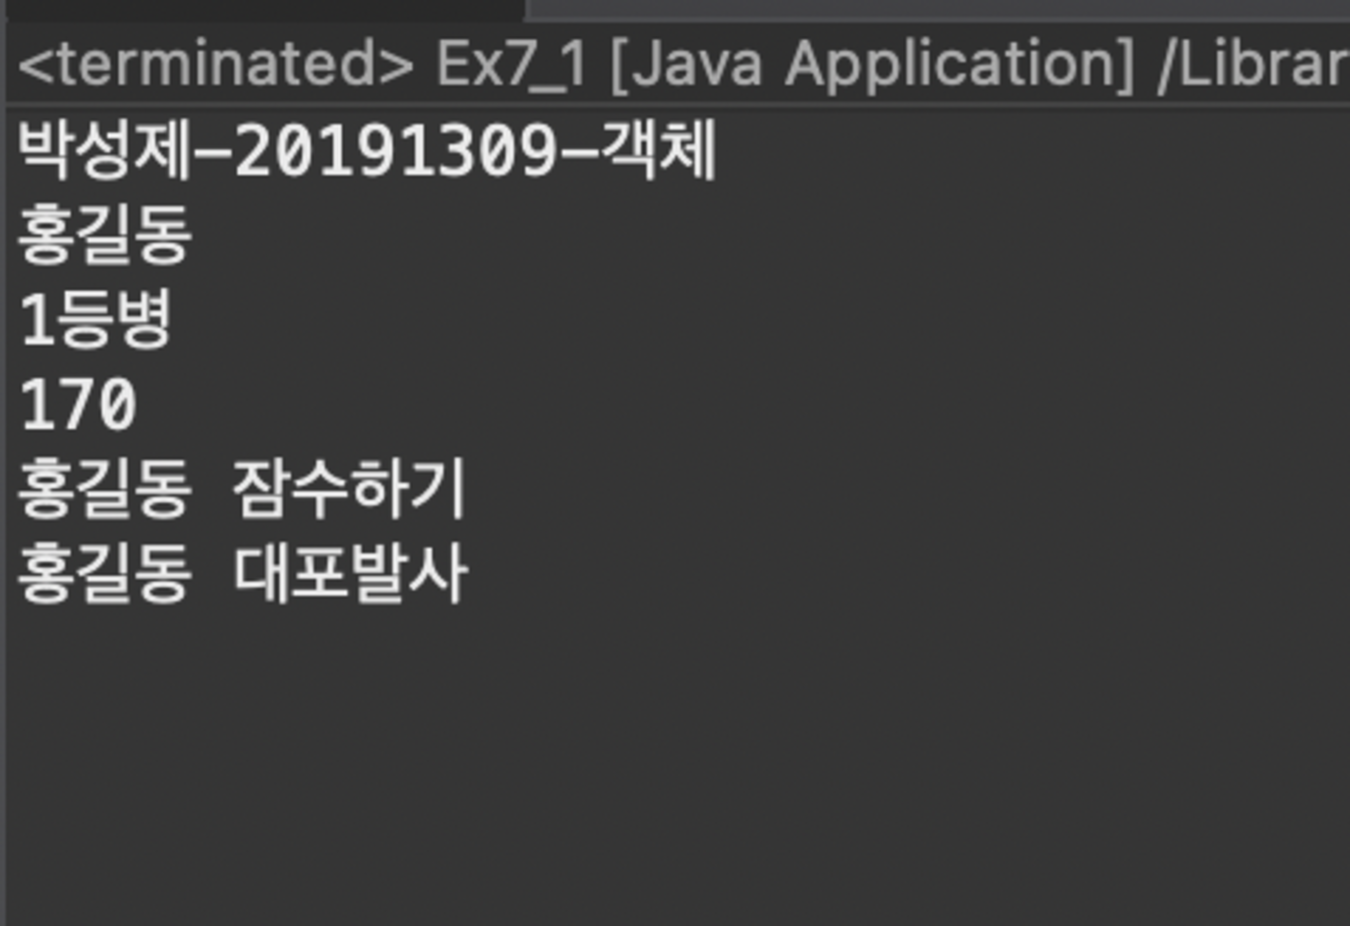 <terminated> Ex7_1 [Java Application] /Librar
박성제-20191309-객체
홍길동
1등병
170
홍길동 잠수하기
홍길동 대포발사